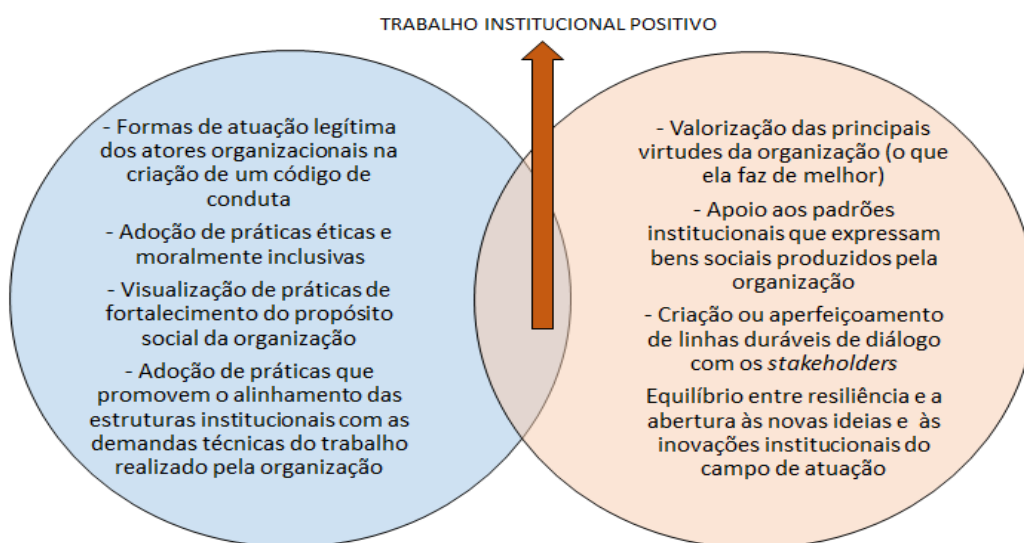 TRABALHO INSTITUCIONAL POSITIVO
- Formas de atuação legítima
dos atores organizacionais na
criação de um código de
conduta
- Adoção de práticas éticas e
moralmente inclusivas
- Visualização de práticas de
fortalecimento do propósito
social da organização
- Adoção de práticas que
promovem o alinhamento das
estruturas institucionais com as
demandas técnicas do trabalho
realizado pela organização
- Valorização das principais
virtudes da organização (o que
ela faz de melhor)
- Apoio aos padrões
institucionais que expressam
bens sociais produzidos pela
organização
- Criação ou aperfeiçoamento
de linhas duráveis de diálogo
com os stakeholders
Equilíbrio entre resiliência e a
abertura às novas ideias e às
inovações institucionais do
campo de atuação